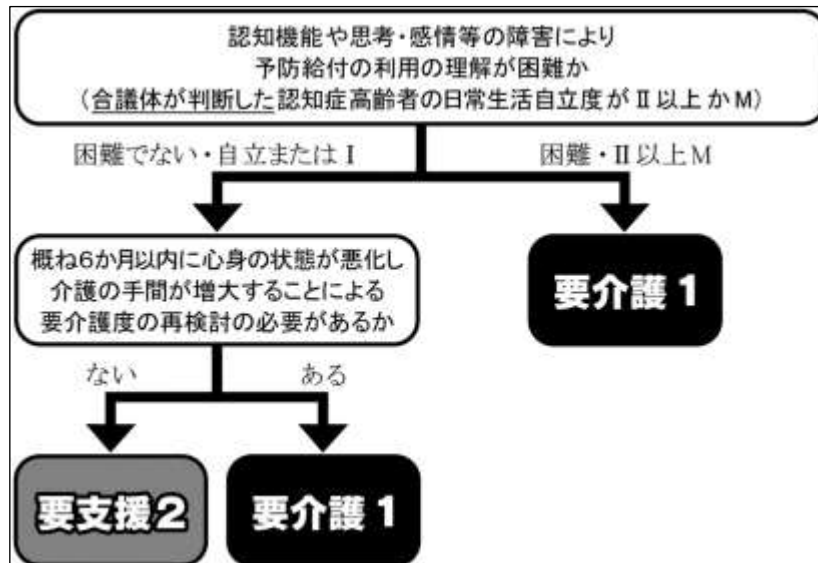 認知機能や思考・感情等の障害により
予防給付の利用の理解が困難か
（合議体が判断した認知症高齢者の日常生活自立度がⅡ以上かM）
困難でない・自立またはⅠ
困難・Ⅱ以上M
概ね6か月以内に心身の状態が悪化し
介護の手間が増大することによる
要介護度の再検討の必要があるか
要介護1
ない
ある
要支援2
要介護1